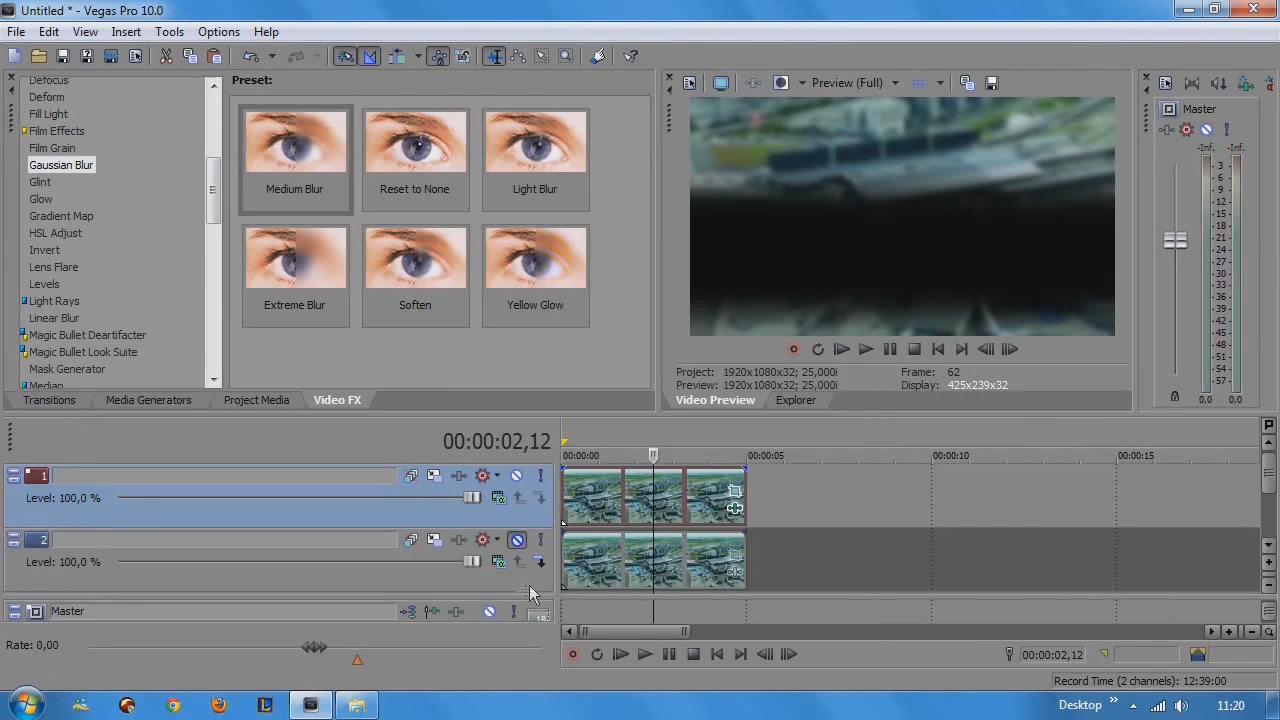 Untitled * - Vegas Pro 10.0
File Edit View Insert Tools Options Help
Defocus
Deform
Fill Light
Film Effects
Film Grain
Gaussian Blur
Glint
Glow
Gradient Map
HSL Adjust
Invert
Lens Flare
Levels
Light Rays
Linear Blur
Magic Bullet Deartifacter
Magic Bullet Look Suite
Mask Generator
Median
Preset:
Medium Blur Reset to None Light Blur
Extreme Blur Soften Yellow Glow
Transitions Media Generators Project Media Video FX
Preview (Full)
Project: 1920x1080x32; 25,000i Frame: 62
Preview: 1920x1080x32; 25,000i Display: 425x239x32
Video Preview Explorer
Master
-Inf. -Inf.
- 3 -
- 6 -
- 9 -
-12-
-15-
-18-
-21-
-24-
-27-
-30-
-33-
-36-
-39-
-42-
-45-
-48-
-51-
-54-
-57-
0,0 0,0
00:00:02,12
00:00:00 00:00:05 00:00:10 00:00:15
1
Level: 100,0 %
2
Level: 100,0 %
Master
18
Rate: 0,00
00:00:02,12
Record Time (2 channels): 12:39:00
Desktop » 11:20